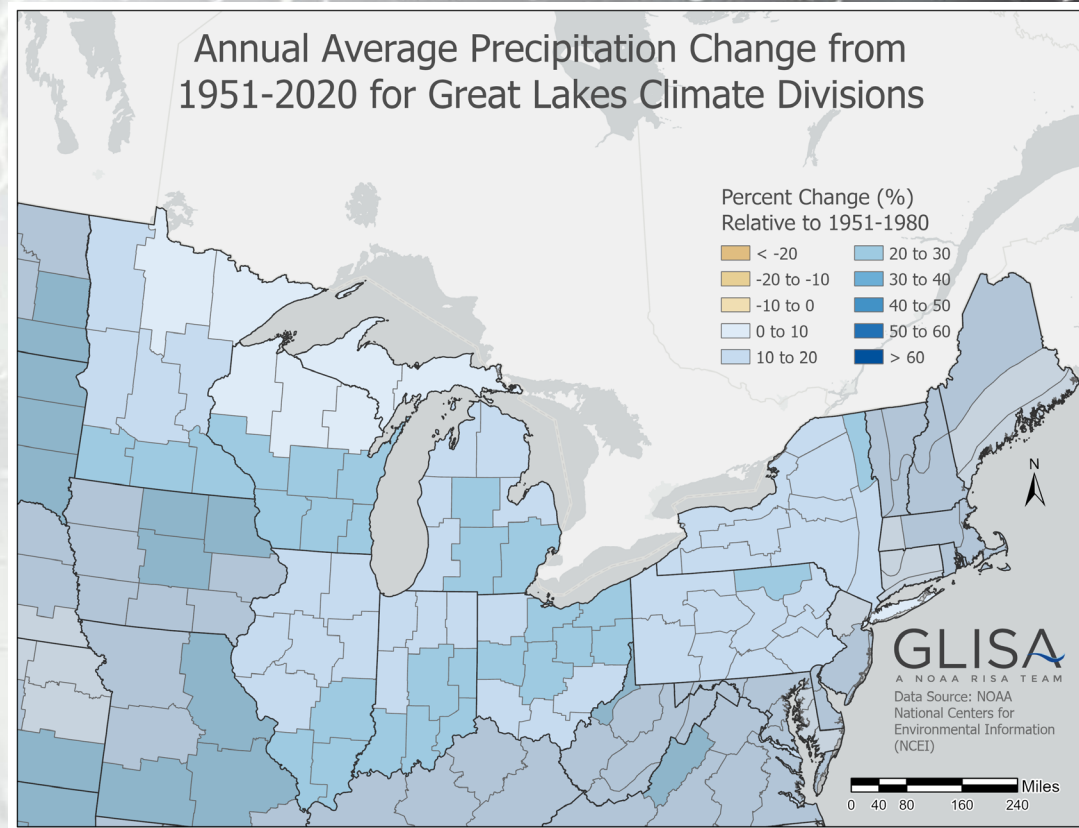 Annual Average Precipitation Change from
1951-2020 for Great Lakes Climate Divisions
Percent Change (%)
Relative to 1951-1980
< -20
-20 to -10
-10 to 0
0 to 10
10 to 20
20 to 30
30 to 40
40 to 50
50 to 60
> 60
N
GLISA
A NOAA RISA TEAM
Data Source: NOAA
National Centers for
Environmental Information
(NCEI)
Miles
0 40 80 160 240